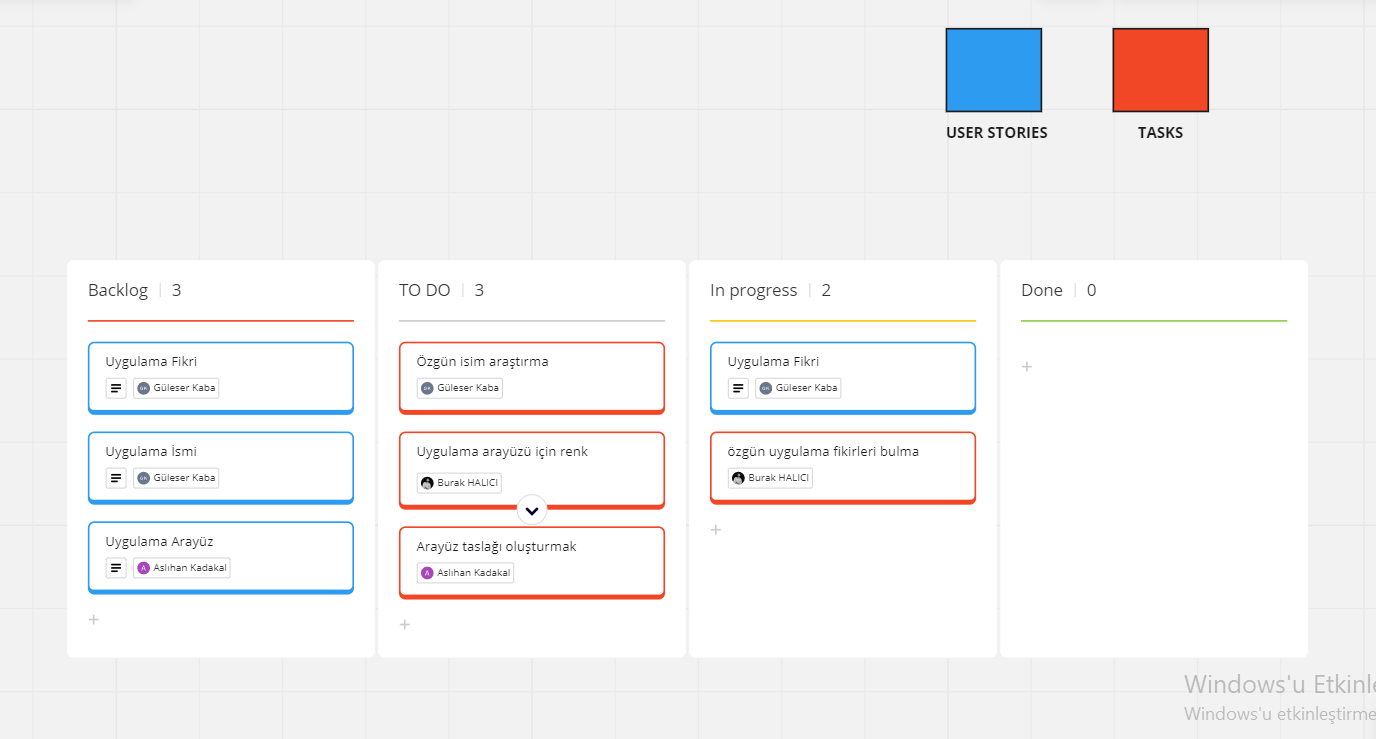 USER STORIES
TASKS
Backlog 3
Uygulama Fikri
GK Güleser Kaba
Uygulama İsmi
GK Güleser Kaba
Uygulama Arayüz
A Aslıhan Kadakal
TO DO 3
Özgün isim araştırma
GK Güleser Kaba
Uygulama arayüzü için renk
Burak HALICI
Arayüz taslağı oluşturmak
A Aslıhan Kadakal
In progress 2
Uygulama Fikri
GK Güleser Kaba
özgün uygulama fikirleri bulma
Burak HALICI
Done 0
Windows'u Etkinle
Windows'u etkinleştirme